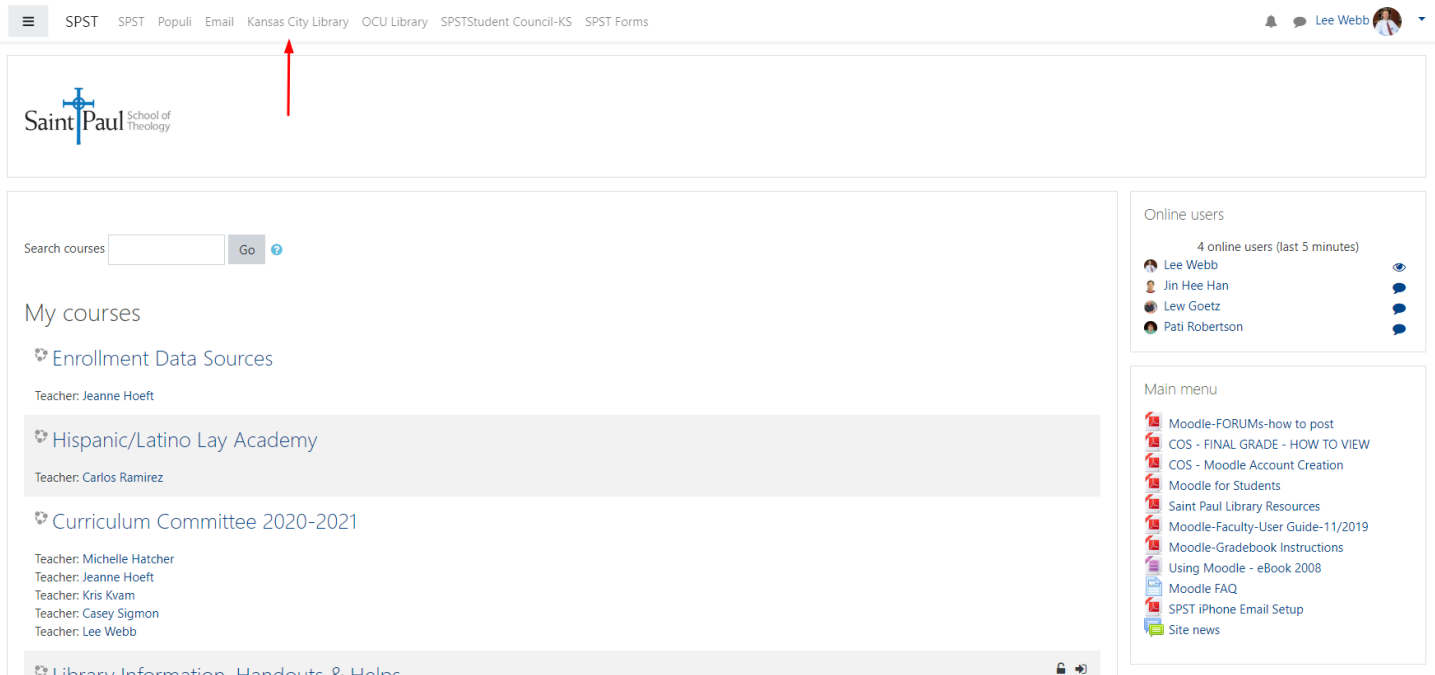 SPST SPST Populi Email Kansas City Library OCU Library SPSTStudent Council-KS SPST Forms Lee Webb
Saint Paul School of Theology
Search courses Go
My courses
Enrollment Data Sources
Teacher: Jeanne Hoeft
Hispanic/Latino Lay Academy
Teacher: Carlos Ramirez
Curriculum Committee 2020-2021
Teacher: Michelle Hatcher
Teacher: Jeanne Hoeft
Teacher: Kris Kvam
Teacher: Casey Sigmon
Teacher: Lee Webb
Library Information, Handouts & Helps
Online users
4 online users (last 5 minutes)
Lee Webb
Jin Hee Han
Lew Goetz
Pati Robertson
Main menu
Moodle-FORUMs-how to post
COS - FINAL GRADE - HOW TO VIEW
COS - Moodle Account Creation
Moodle for Students
Saint Paul Library Resources
Moodle-Faculty-User Guide-11/2019
Moodle-Gradebook Instructions
Using Moodle - eBook 2008
Moodle FAQ
SPST iPhone Email Setup
Site news